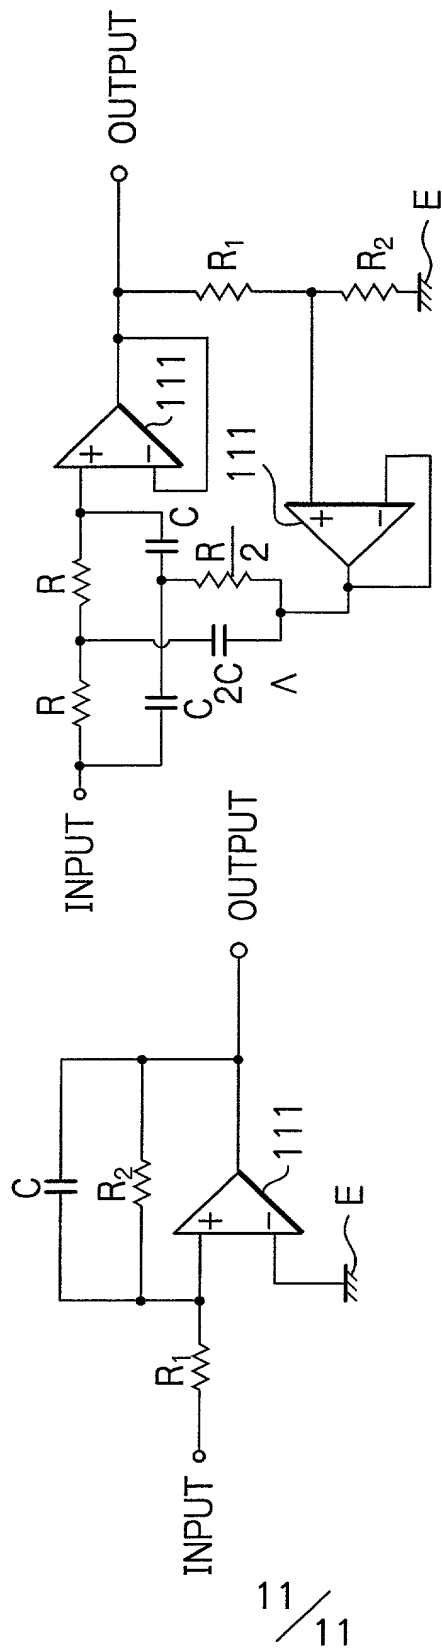 C
R2
R1
INPUT
+
−
111
OUTPUT
E
INPUT
R
R
C
C
2C
R/2
Λ
+
−
111
OUTPUT
111
+
−
R1
R2
E
11/11